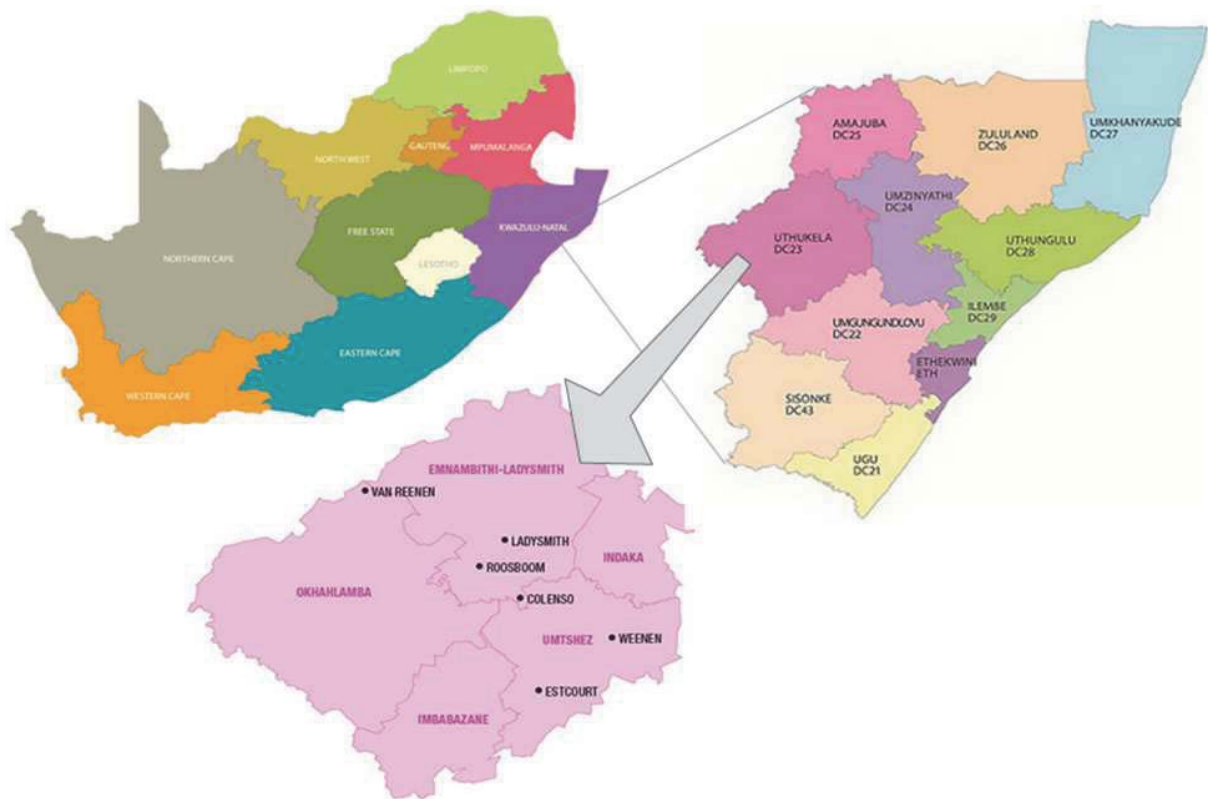 LIMPOPO
NORTH WEST
GAUTENG
MPUMALANGA
FREE STATE
KWAZULU-NATAL
LESOTHO
NORTHERN CAPE
EASTERN CAPE
WESTERN CAPE
AMAJUBA
DC25
ZULULAND
DC26
UMKHANYAKUDE
DC27
UMZINYATHI
DC24
UTHUKELA
DC23
UTHUNGULU
DC28
ILEMBE
DC29
UMGUNGUNDLOVU
DC22
ETHEKWINI
ETH
SISONKE
DC43
UGU
DC21
EMNAMBITHI-LADYSMITH
VAN REENEN
LADYSMITH
INDAKA
ROOSBOOM
OKHAHLAMBA
COLENSO
UMTSHEZ
WEENEN
ESTCOURT
IMBABAZANE